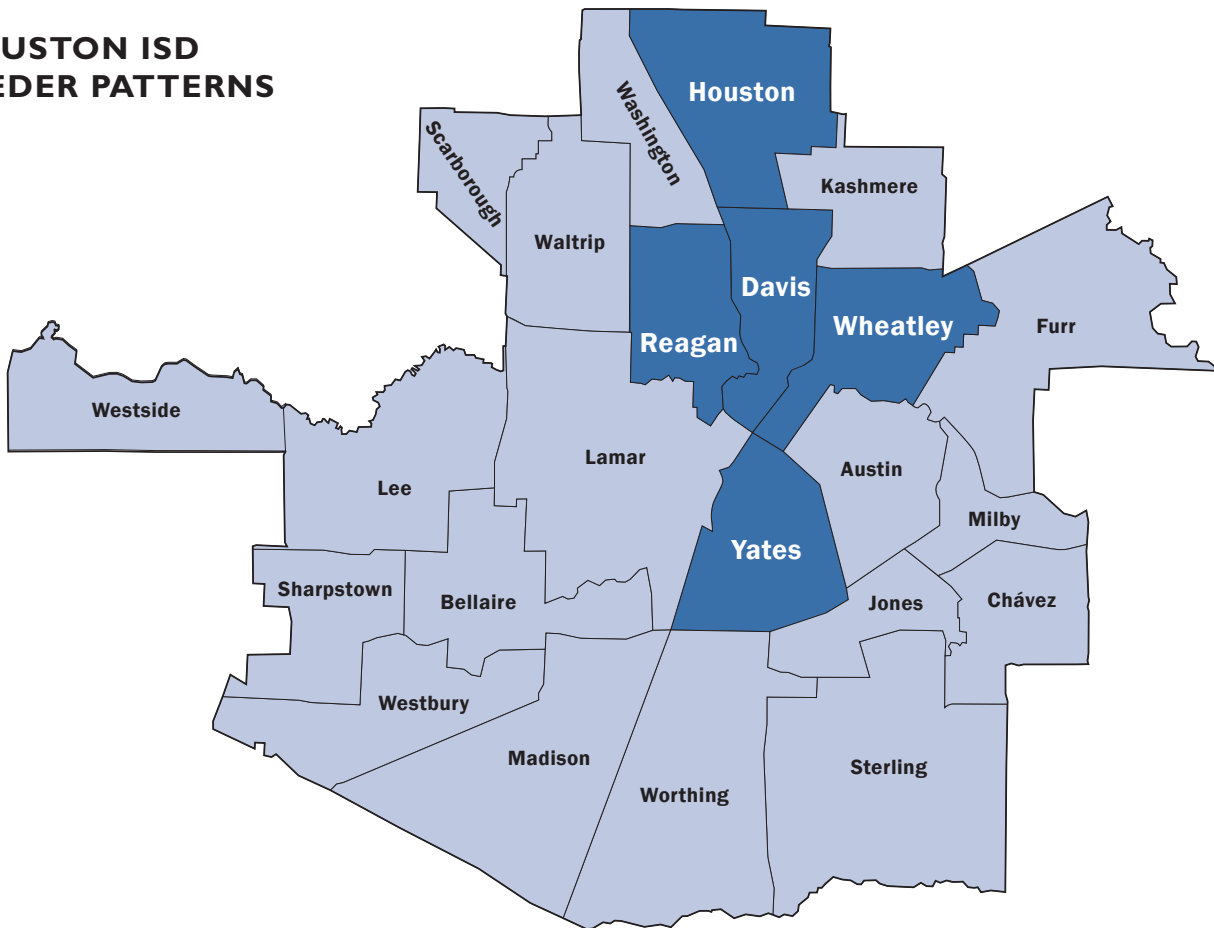 USTON ISD
EDER PATTERNS
Houston
Washington
Scarborough
Kashmere
Waltrip
Davis
Wheatley
Furr
Reagan
Westside
Lamar
Austin
Lee
Milby
Yates
Sharpstown
Bellaire
Jones
Chávez
Westbury
Madison
Sterling
Worthing